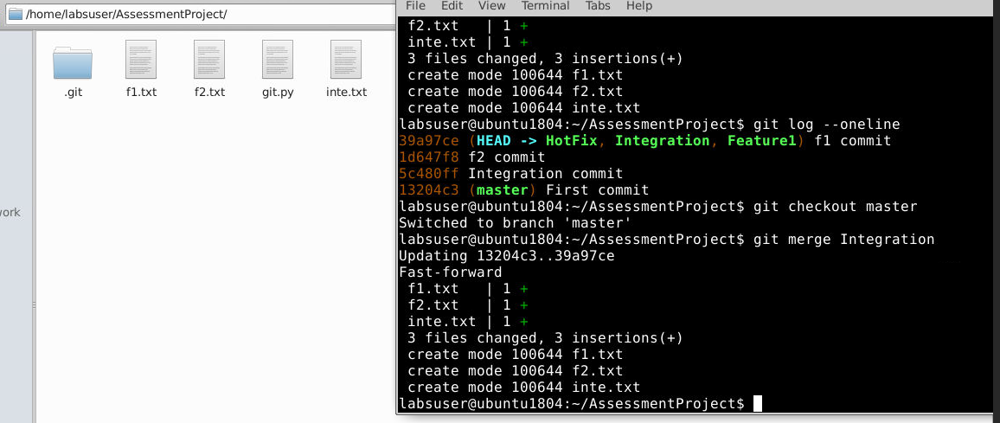 /home/labsuser/AssessmentProject/
.git
f1.txt
f2.txt
git.py
inte.txt
work
File Edit View Terminal Tabs Help
f2.txt | 1 +
inte.txt | 1 +
3 files changed, 3 insertions(+)
create mode 100644 f1.txt
create mode 100644 f2.txt
create mode 100644 inte.txt
labsuser@ubuntu1804:~/AssessmentProject$ git log --oneline
39a97ce (HEAD -> HotFix, Integration, Feature1) f1 commit
1d647f8 f2 commit
5c480ff Integration commit
13204c3 (master) First commit
labsuser@ubuntu1804:~/AssessmentProject$ git checkout master
Switched to branch 'master'
labsuser@ubuntu1804:~/AssessmentProject$ git merge Integration
Updating 13204c3..39a97ce
Fast-forward
f1.txt | 1 +
f2.txt | 1 +
inte.txt | 1 +
3 files changed, 3 insertions(+)
create mode 100644 f1.txt
create mode 100644 f2.txt
create mode 100644 inte.txt
labsuser@ubuntu1804:~/AssessmentProject$